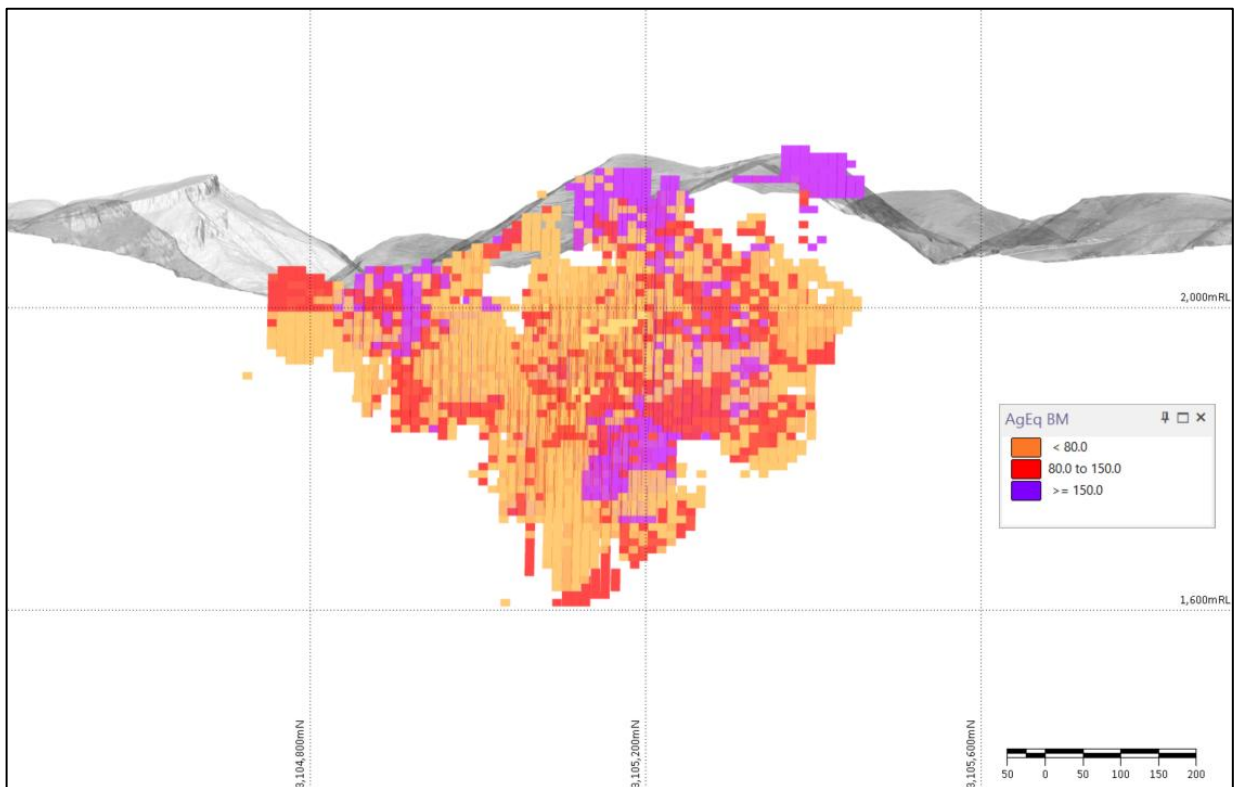 2,000mRL
AgEq BM
< 80.0
80.0 to 150.0
>= 150.0
1,600mRL
3,104,800mN
3,105,200mN
3,105,600mN
50 0 50 100 150 200